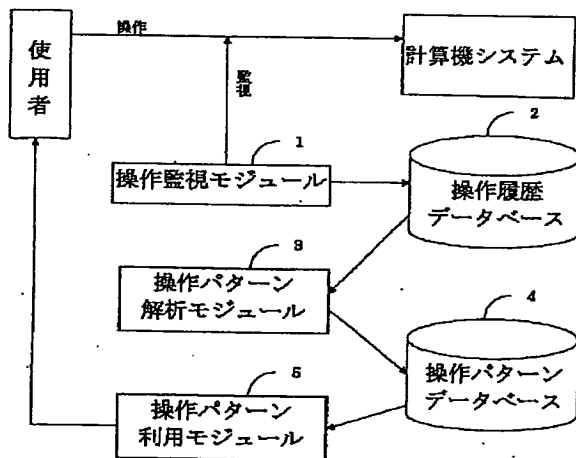 使用者
操作
計算機システム
監視
1
操作監視モジュール
2
操作履歴
データベース
3
操作パターン
解析モジュール
4
操作パターン
データベース
5
操作パターン
利用モジュール